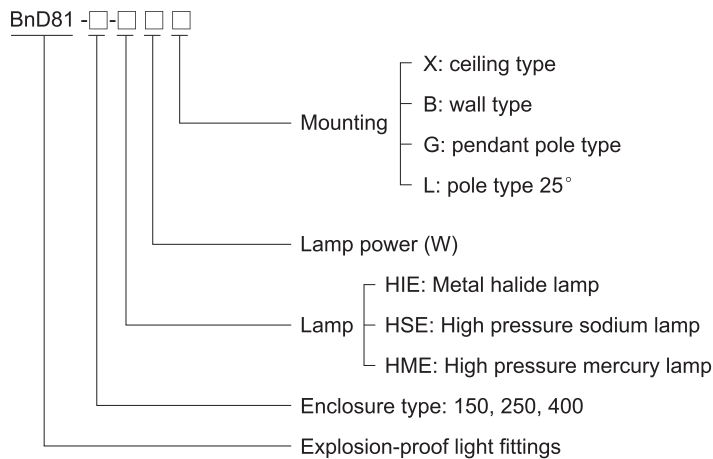 BnD81 -□-□ □ □
X: ceiling type
B: wall type
Mounting
G: pendant pole type
L: pole type 25°
Lamp power (W)
HIE: Metal halide lamp
Lamp
HSE: High pressure sodium lamp
HME: High pressure mercury lamp
Enclosure type: 150, 250, 400
Explosion-proof light fittings